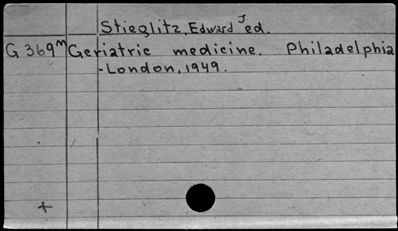 Stieglitz, Edward J ed.
G 369m Geriatric medicine. Philadelphia
-London, 1949.
+